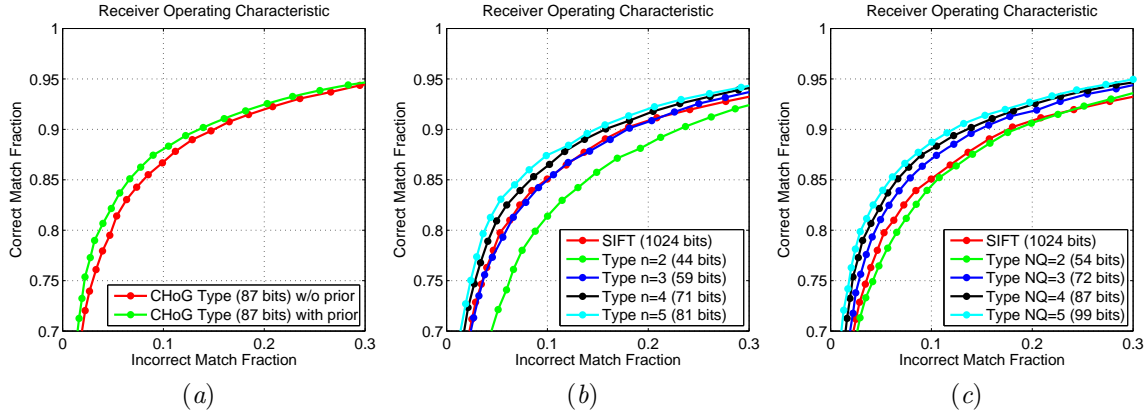 Receiver Operating Characteristic
1
0.95
0.9
0.85
0.8
0.75
0.7
0
0.1
0.2
0.3
Correct Match Fraction
Incorrect Match Fraction
CHoG Type (87 bits) w/o prior
CHoG Type (87 bits) with prior
(a)
Receiver Operating Characteristic
1
0.95
0.9
0.85
0.8
0.75
0.7
0
0.1
0.2
0.3
Correct Match Fraction
Incorrect Match Fraction
SIFT (1024 bits)
Type n=2 (44 bits)
Type n=3 (59 bits)
Type n=4 (71 bits)
Type n=5 (81 bits)
(b)
Receiver Operating Characteristic
1
0.95
0.9
0.85
0.8
0.75
0.7
0
0.1
0.2
0.3
Correct Match Fraction
Incorrect Match Fraction
SIFT (1024 bits)
Type NQ=2 (54 bits)
Type NQ=3 (72 bits)
Type NQ=4 (87 bits)
Type NQ=5 (99 bits)
(c)